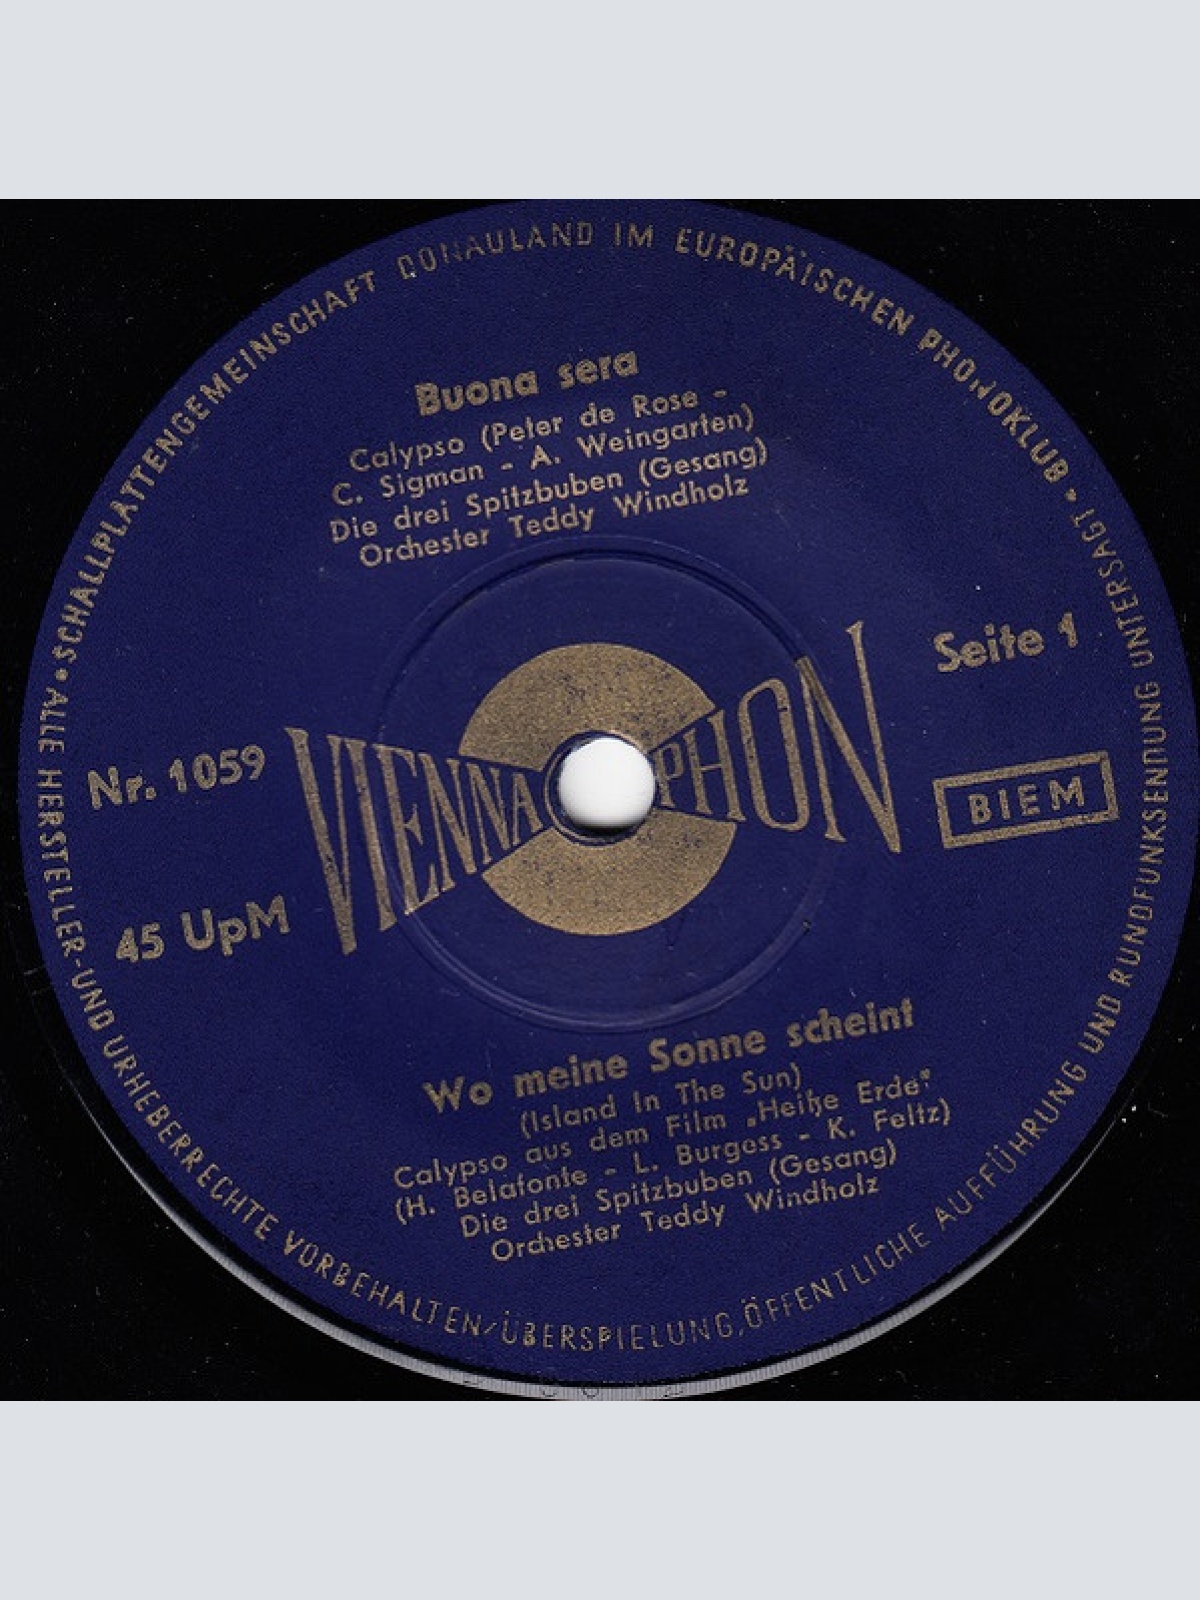 SCHALLPLATTENGEMEINSCHAFT DONAULAND IM EUROPÄISCHEN PHONOKLUB •
Buona sera
Calypso (Peter de Rose -
C. Sigman - A. Weingarten)
Die drei Spitzbuben (Gesang)
Orchester Teddy Windholz
Seite 1
Nr. 1059
VIENNAPHON
BIEM
45 UpM
Wo meine Sonne scheint
(Island In The Sun)
Calypso aus dem Film „Heiße Erde"
(H. Belafonte - L. Burgess - K. Feltz)
Die drei Spitzbuben (Gesang)
Orchester Teddy Windholz
• ALLE HERSTELLER-UND URHEBERRECHTE VORBEHALTEN/ÜBERSPIELUNG, ÖFFENTLICHE AUFFÜHRUNG UND RUNDFUNKSENDUNG UNTERSAGT